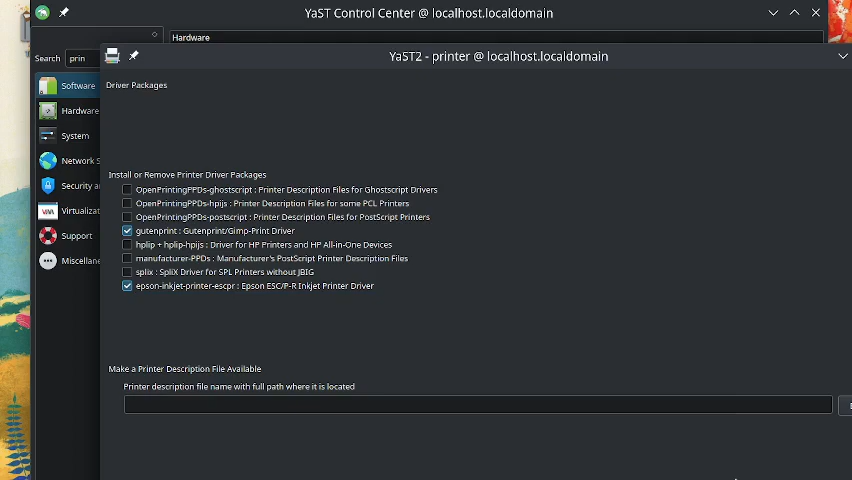 YaST Control Center @ localhost.localdomain
Hardware
Search prin
YaST2 - printer @ localhost.localdomain
Software
Hardware
System
Network S
Security a
Virtualizat
Support
Miscellane
Driver Packages
Install or Remove Printer Driver Packages
OpenPrintingPPDs-ghostscript : Printer Description Files for Ghostscript Drivers
OpenPrintingPPDs-hpijs : Printer Description Files for some PCL Printers
OpenPrintingPPDs-postscript : Printer Description Files for PostScript Printers
gutenprint : Gutenprint/Gimp-Print Driver
hplip + hplip-hpijs : Driver for HP Printers and HP All-in-One Devices
manufacturer-PPDs : Manufacturer's PostScript Printer Description Files
splix : SpliX Driver for SPL Printers without JBIG
epson-inkjet-printer-escpr : Epson ESC/P-R Inkjet Printer Driver
Make a Printer Description File Available
Printer description file name with full path where it is located